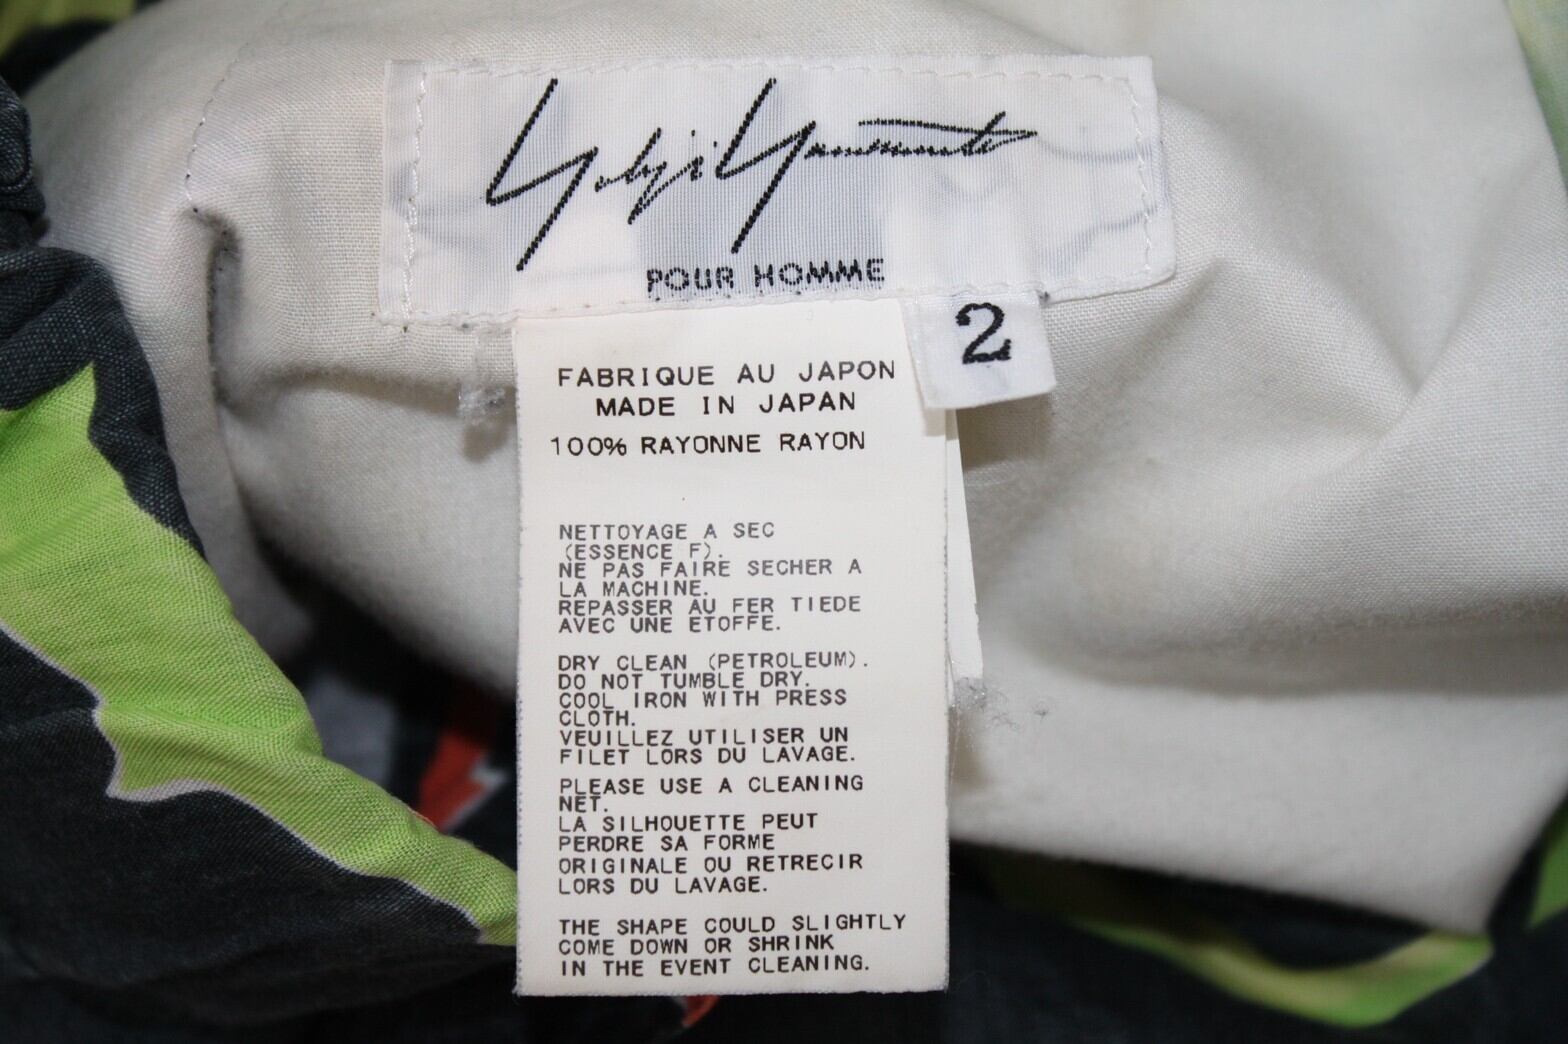 Yohji Yamamoto
POUR HOMME
2
FABRIQUE AU JAPON
MADE IN JAPAN
100% RAYONNE RAYON
NETTOYAGE A SEC
(ESSENCE F).
NE PAS FAIRE SECHER A
LA MACHINE.
REPASSER AU FER TIEDE
AVEC UNE ETOFFE.
DRY CLEAN (PETROLEUM).
DO NOT TUMBLE DRY.
COOL IRON WITH PRESS
CLOTH.
VEUILLEZ UTILISER UN
FILET LORS DU LAVAGE.
PLEASE USE A CLEANING
NET.
LA SILHOUETTE PEUT
PERDRE SA FORME
ORIGINALE OU RETRECIR
LORS DU LAVAGE.
THE SHAPE COULD SLIGHTLY
COME DOWN OR SHRINK
IN THE EVENT CLEANING.